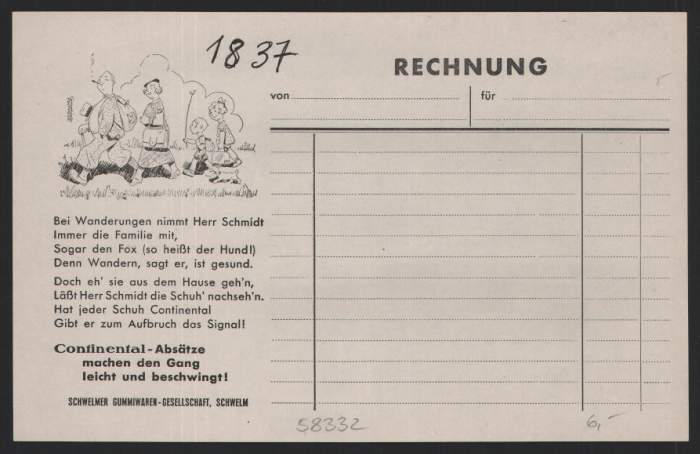 1837
RECHNUNG
von
für
Bei Wanderungen nimmt Herr Schmidt
Immer die Familie mit,
Sogar den Fox (so heißt der Hund!)
Denn Wandern, sagt er, ist gesund.
Doch eh' sie aus dem Hause geh'n,
Läßt Herr Schmidt die Schuh' nachseh'n.
Hat jeder Schuh Continental
Gibt er zum Aufbruch das Signal!
Continental-Absätze
machen den Gang
leicht und beschwingt!
SCHWELMER GUMMIWAREN-GESELLSCHAFT, SCHWELM
58332
6,-